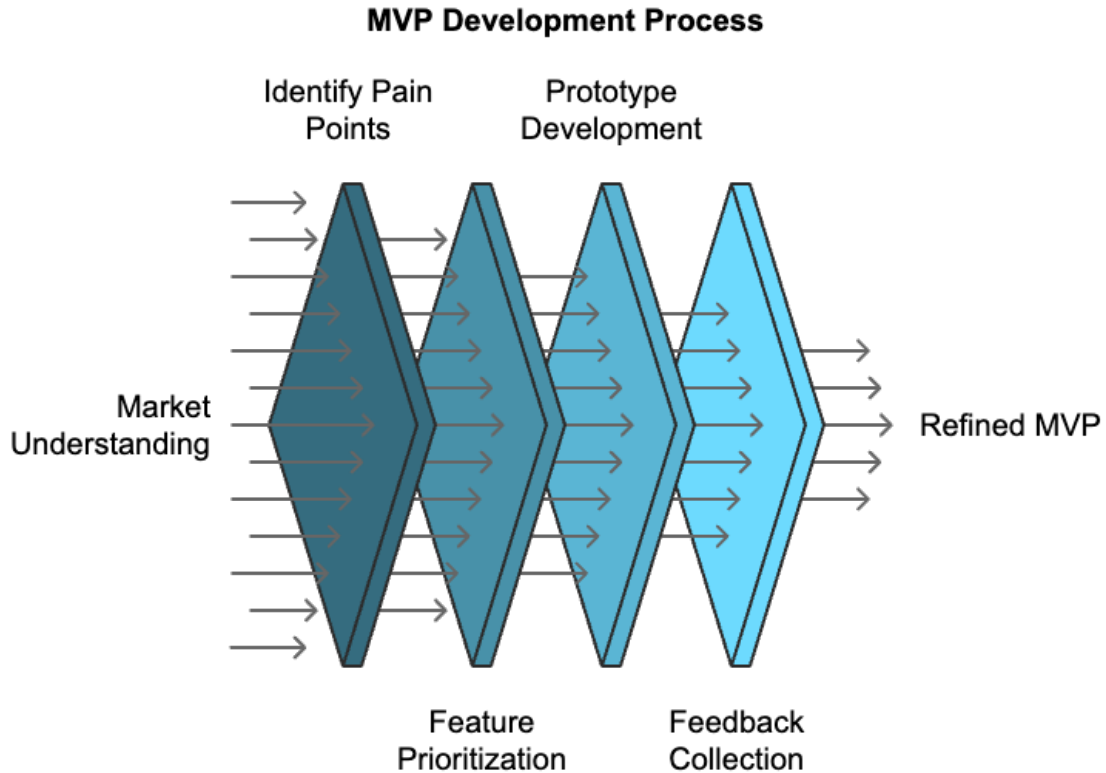 MVP Development Process
Identify Pain
Points
Prototype
Development
Market
Understanding
Refined MVP
Feature
Prioritization
Feedback
Collection